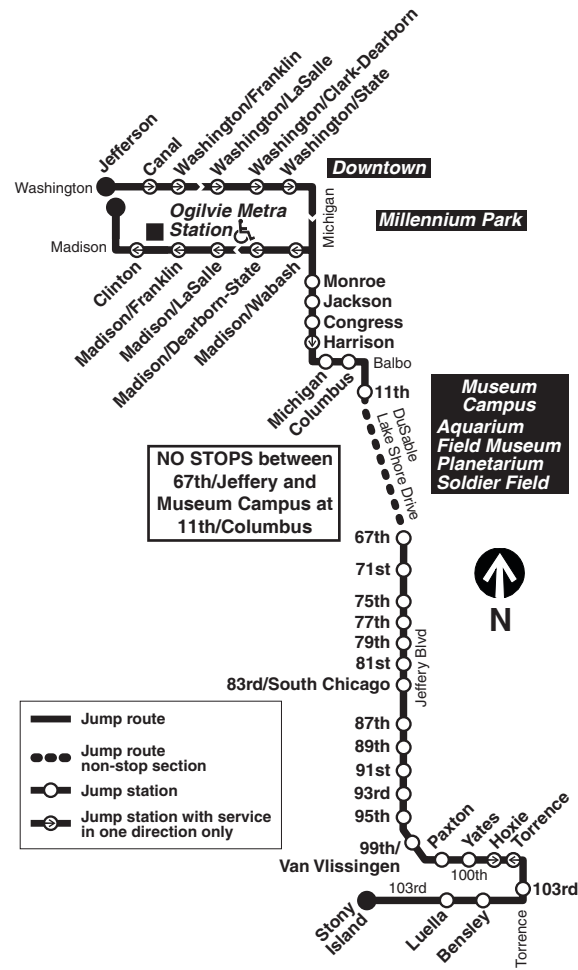 Jefferson
Canal
Washington/Franklin
Washington/LaSalle
Washington/Clark-Dearborn
Washington/State
Washington
Downtown
Michigan
Millennium Park
Ogilvie Metra
Station
Madison
Clinton
Madison/Franklin
Madison/LaSalle
Madison/Dearborn-State
Madison/Wabash
Monroe
Jackson
Congress
Harrison
Balbo
Michigan
Columbus
11th
Museum
Campus
Aquarium
Field Museum
Planetarium
Soldier Field
DuSable
Lake Shore Drive
NO STOPS between
67th/Jeffery and
Museum Campus at
11th/Columbus
67th
71st
75th
77th
79th
81st
83rd/South Chicago
Jeffery Blvd
N
87th
89th
91st
93rd
95th
99th/
Van Vlissingen
Paxton
Yates
Hoxie
Torrence
100th
103rd
103rd
Stony
Island
Luella
Bensley
Torrence
Jump route
Jump route
non-stop section
Jump station
Jump station with service
in one direction only